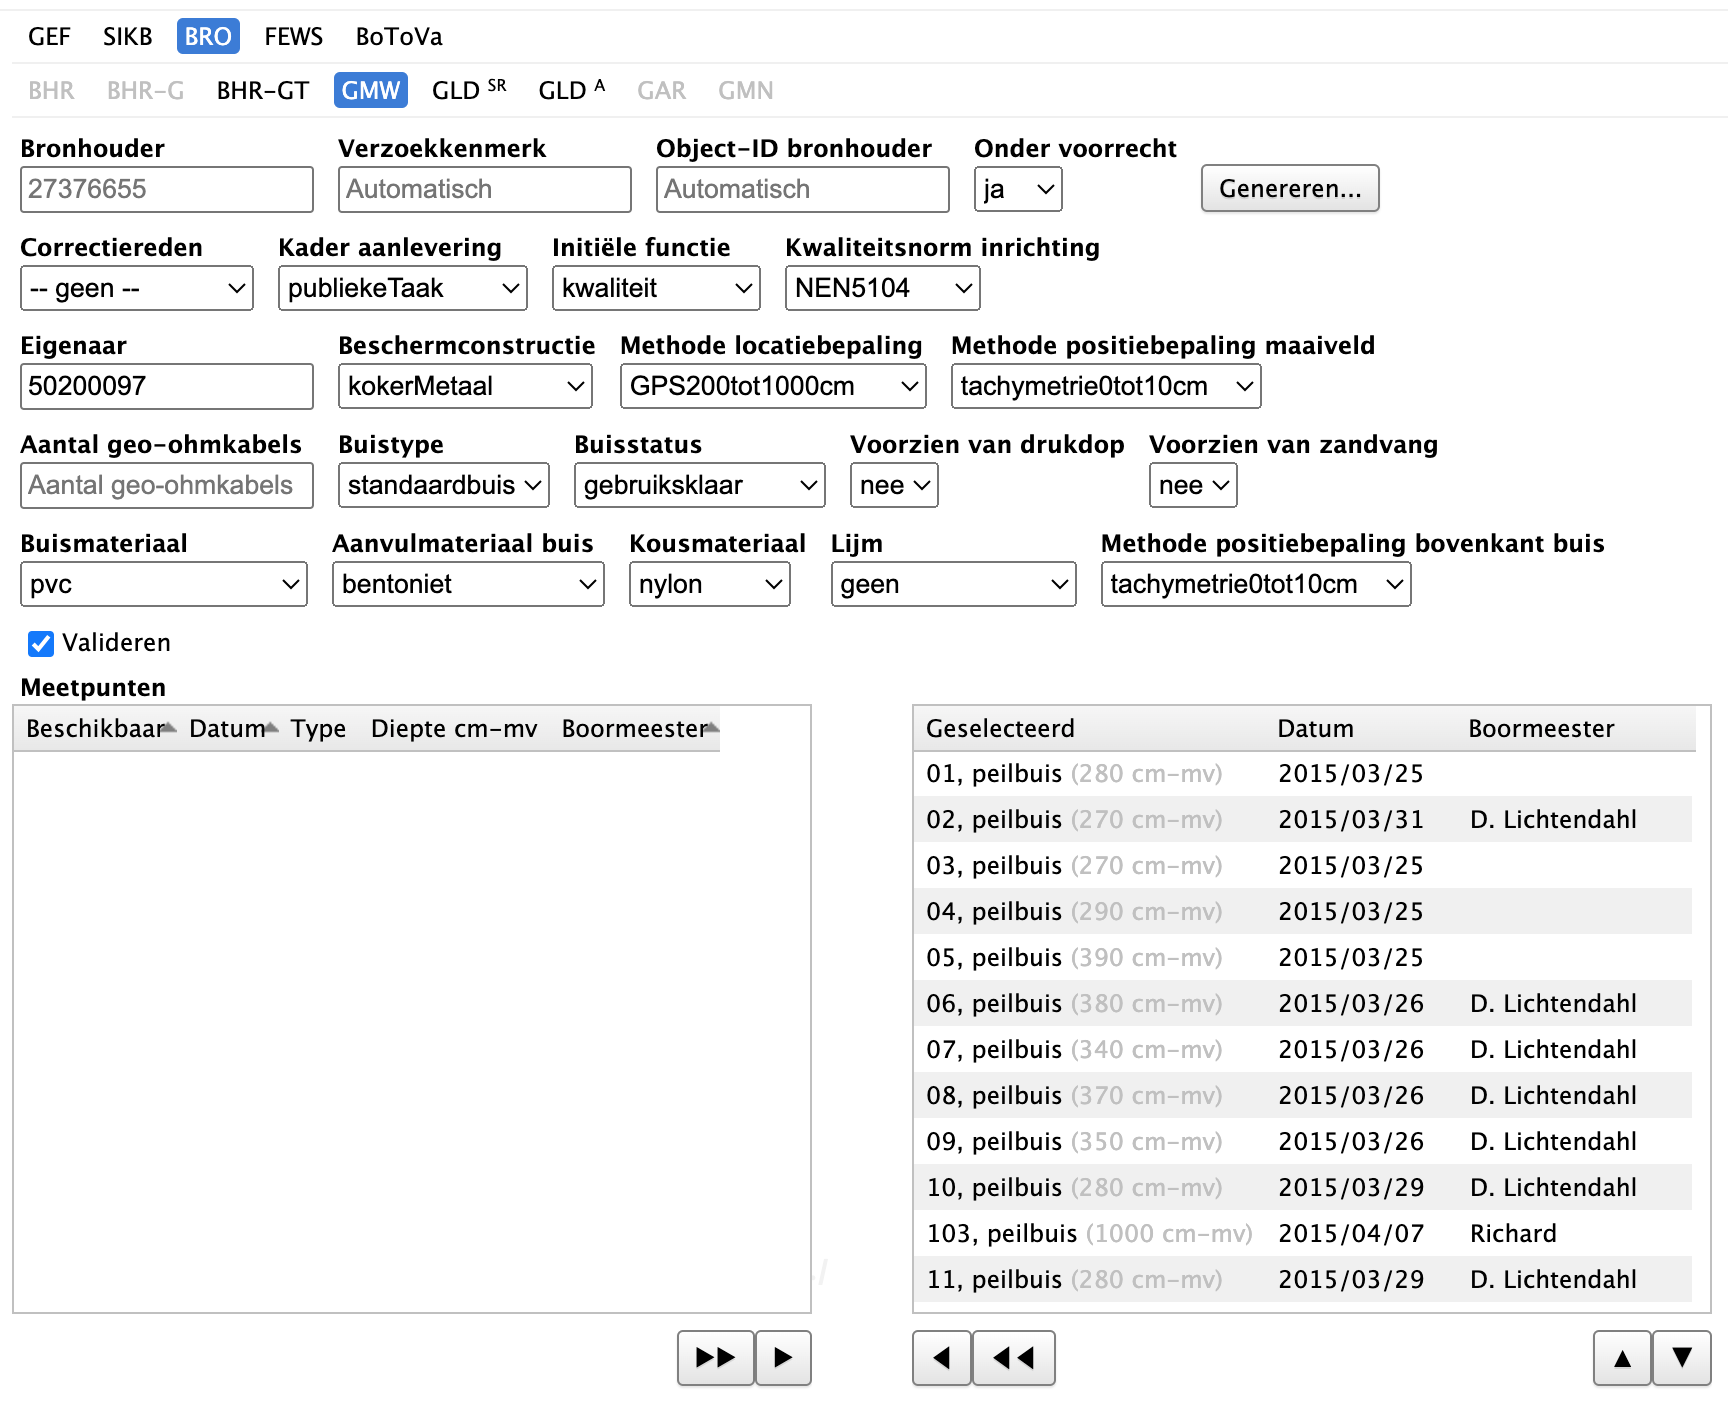 GEF SIKB BRO FEWS BoToVa
BHR BHR-G BHR-GT GMW GLD SR GLD A GAR GMN
Bronhouder Verzoekkenmerk Object-ID bronhouder Onder voorrecht
27376655 Automatisch Automatisch ja Genereren...
Correctiereden Kader aanlevering Initiële functie Kwaliteitsnorm inrichting
-- geen -- publiekeTaak kwaliteit NEN5104
Eigenaar Beschermconstructie Methode locatiebepaling Methode positiebepaling maaiveld
50200097 kokerMetaal GPS200tot1000cm tachymetrie0tot10cm
Aantal geo-ohmkabels Buistype Buisstatus Voorzien van drukdop Voorzien van zandvang
Aantal geo-ohmkabels standaardbuis gebruiksklaar nee nee
Buismateriaal Aanvulmateriaal buis Kousmateriaal Lijm Methode positiebepaling bovenkant buis
pvc bentoniet nylon geen tachymetrie0tot10cm
Valideren
Meetpunten
Beschikbaar Datum Type Diepte cm-mv Boormeester
Geselecteerd Datum Boormeester
01, peilbuis (280 cm-mv) 2015/03/25
02, peilbuis (270 cm-mv) 2015/03/31 D. Lichtendahl
03, peilbuis (270 cm-mv) 2015/03/25
04, peilbuis (290 cm-mv) 2015/03/25
05, peilbuis (390 cm-mv) 2015/03/25
06, peilbuis (380 cm-mv) 2015/03/26 D. Lichtendahl
07, peilbuis (340 cm-mv) 2015/03/26 D. Lichtendahl
08, peilbuis (370 cm-mv) 2015/03/26 D. Lichtendahl
09, peilbuis (350 cm-mv) 2015/03/26 D. Lichtendahl
10, peilbuis (280 cm-mv) 2015/03/29 D. Lichtendahl
103, peilbuis (1000 cm-mv) 2015/04/07 Richard
11, peilbuis (280 cm-mv) 2015/03/29 D. Lichtendahl